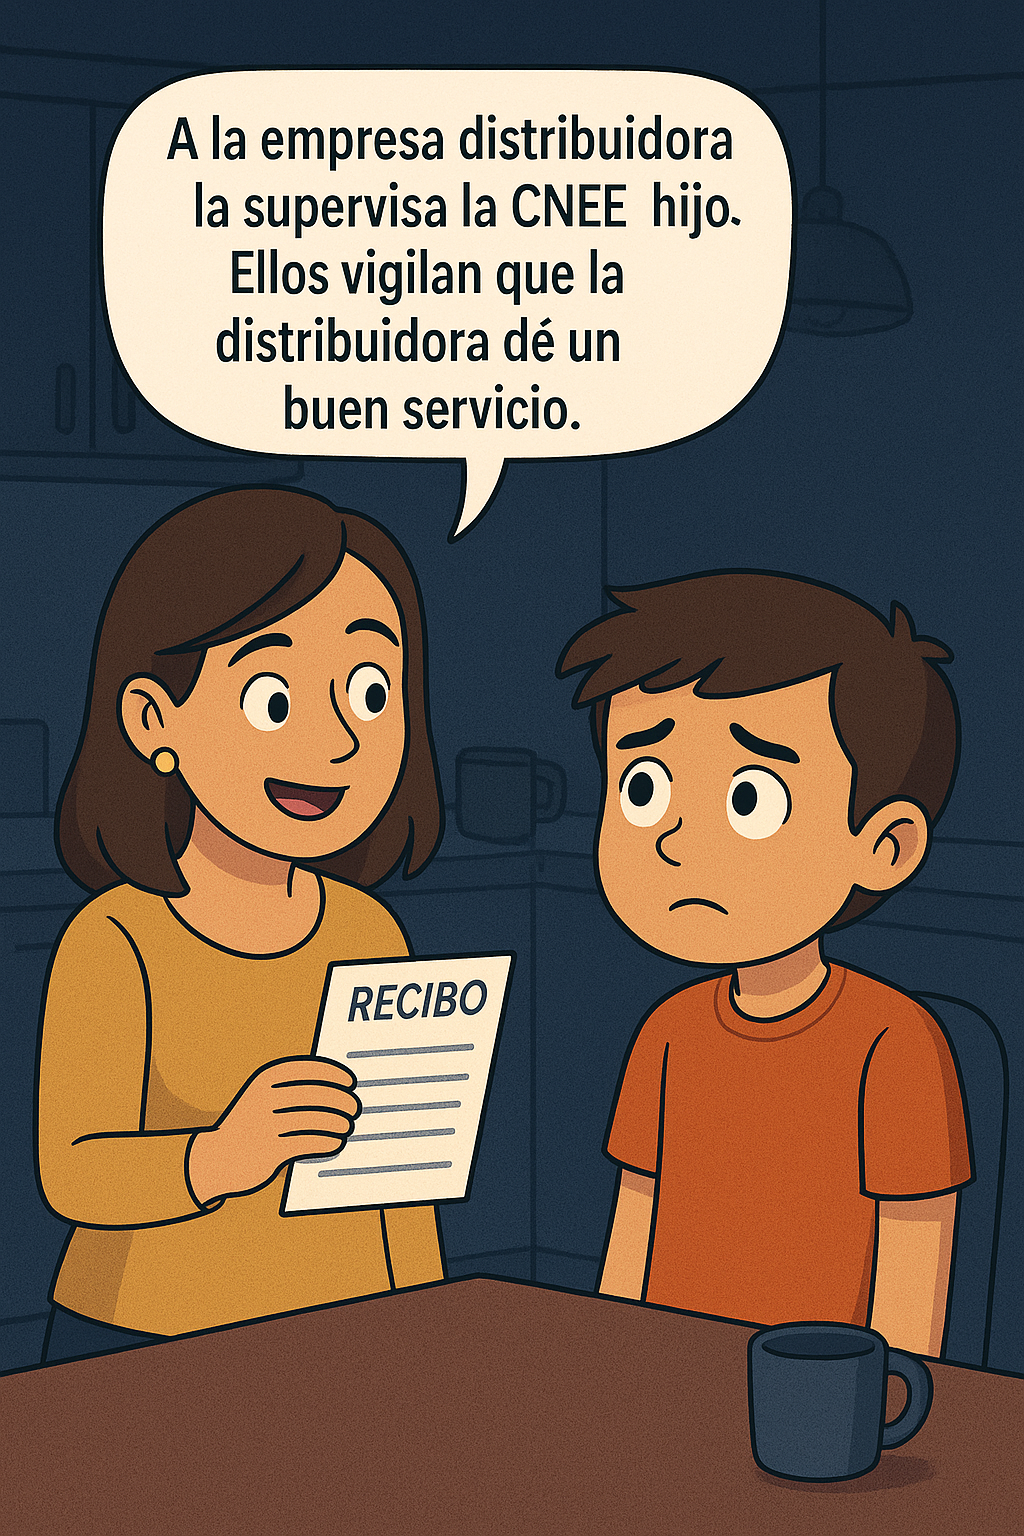 A la empresa distribuidora
la supervisa la CNEE hijo.
Ellos vigilan que la
distribuidora dé un
buen servicio.
RECIBO